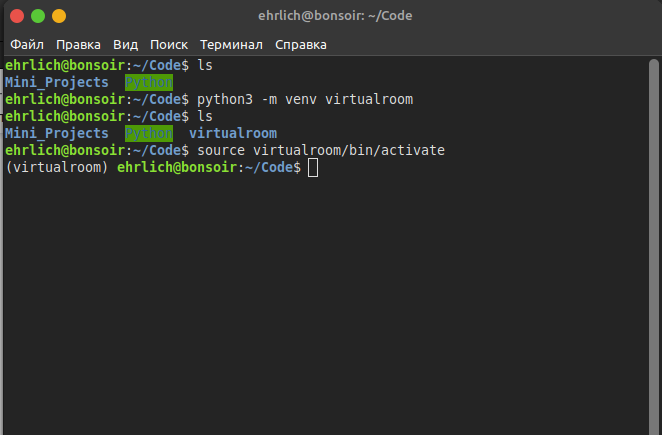 ehrlich@bonsoir: ~/Code
Файл Правка Вид Поиск Терминал Справка
ehrlich@bonsoir:~/Code$ ls
Mini_Projects Python
ehrlich@bonsoir:~/Code$ python3 -m venv virtualroom
ehrlich@bonsoir:~/Code$ ls
Mini_Projects Python virtualroom
ehrlich@bonsoir:~/Code$ source virtualroom/bin/activate
(virtualroom) ehrlich@bonsoir:~/Code$